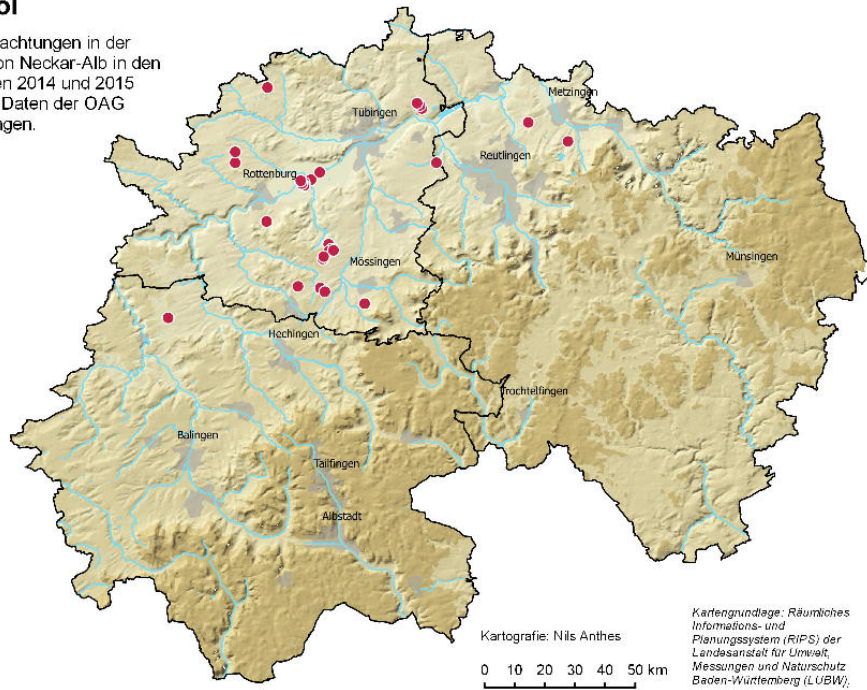 achtungen in der
on Neckar-Alb in den
en 2014 und 2015
Daten der OAG
ngen.
Tübingen
Metzingen
Reutlingen
Rottenburg
Mössingen
Münsingen
Hechingen
Trochtelfingen
Balingen
Tailfingen
Albstadt
Kartografie: Nils Anthes
0 10 20 30 40 50 km
Kartengrundlage: Räumliches
Informations- und
Planungssystem (RIPS) der
Landesanstalt für Umwelt,
Messungen und Naturschutz
Baden-Württemberg (LUBW),